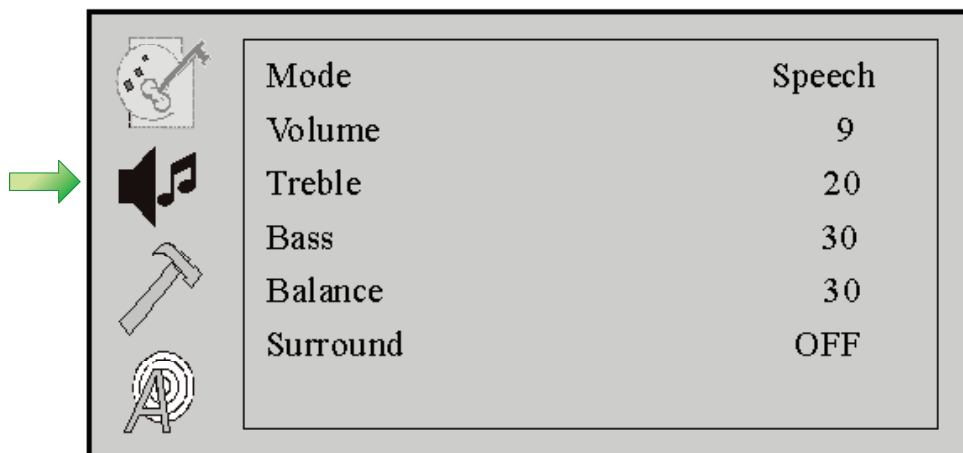 Mode Speech
Volume 9
Treble 20
Bass 30
Balance 30
Surround OFF